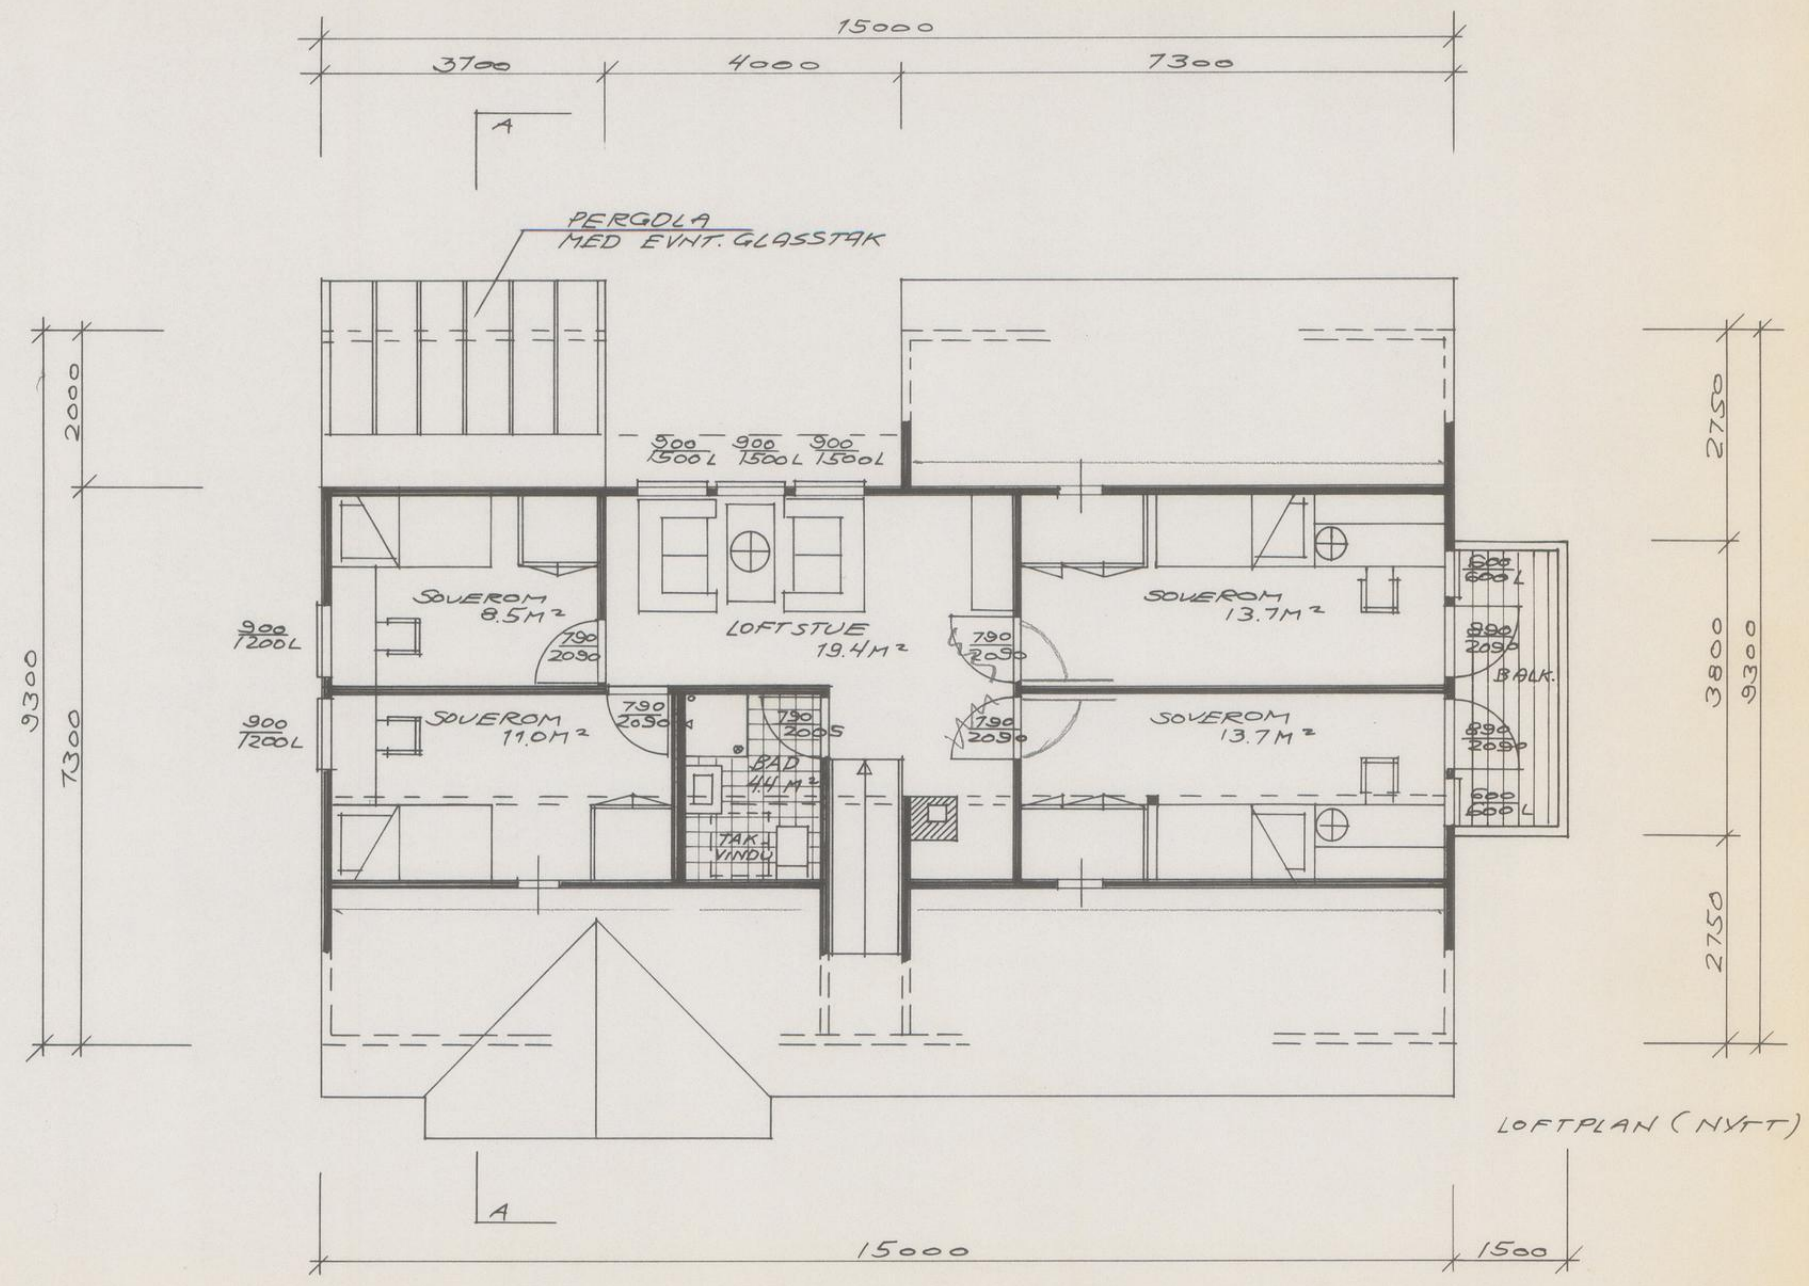 15000
3700 4000 7300
A
PERGOLA
MED EVNT. GLASSTAK
20000
2750
900 900 900
1500L 1500L 1500L
600
600L
SOVEROM
8.5M²
SOVEROM
13.7M²
900
1200L
790
2090
LOFTSTUE
19.4M²
790
2090
890
2090
BALK.
9300
7300
3800
9300
900
1200L
SOVEROM
11.0M²
790
2090
790
2005
790
2090
SOVEROM
13.7M²
890
2090
BAD
4.4 M²
600
600L
TAK-
VINDU
2750
LOFTPLAN (NYTT)
A
15000 1500